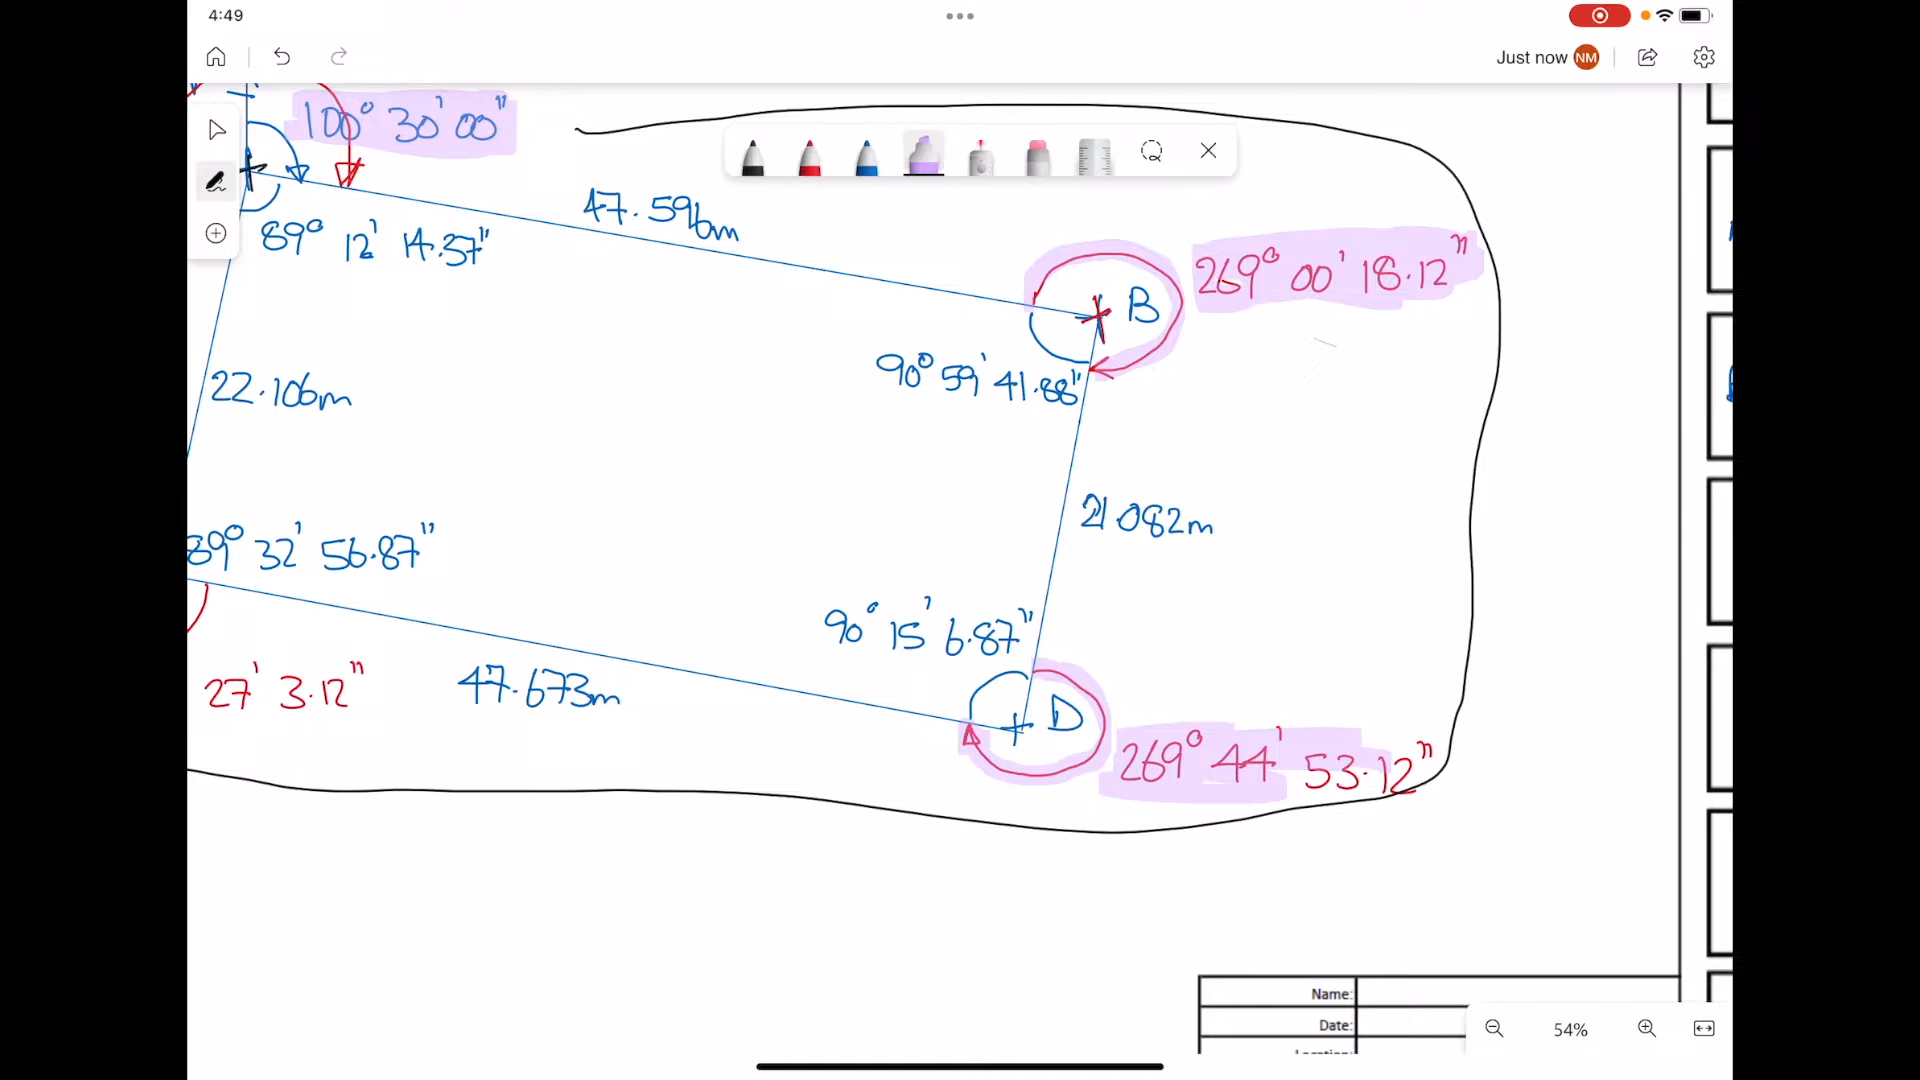 4:49
Just now NM
100° 30' 00"
47.596m
89° 12' 14.37"
B
269° 00' 18.12"
90° 59' 41.88"
22.106m
21.082m
89° 32' 56.87"
90° 15' 6.87"
27' 3.12"
47.673m
D
269° 44' 53.12"
Name:
Date:
54%